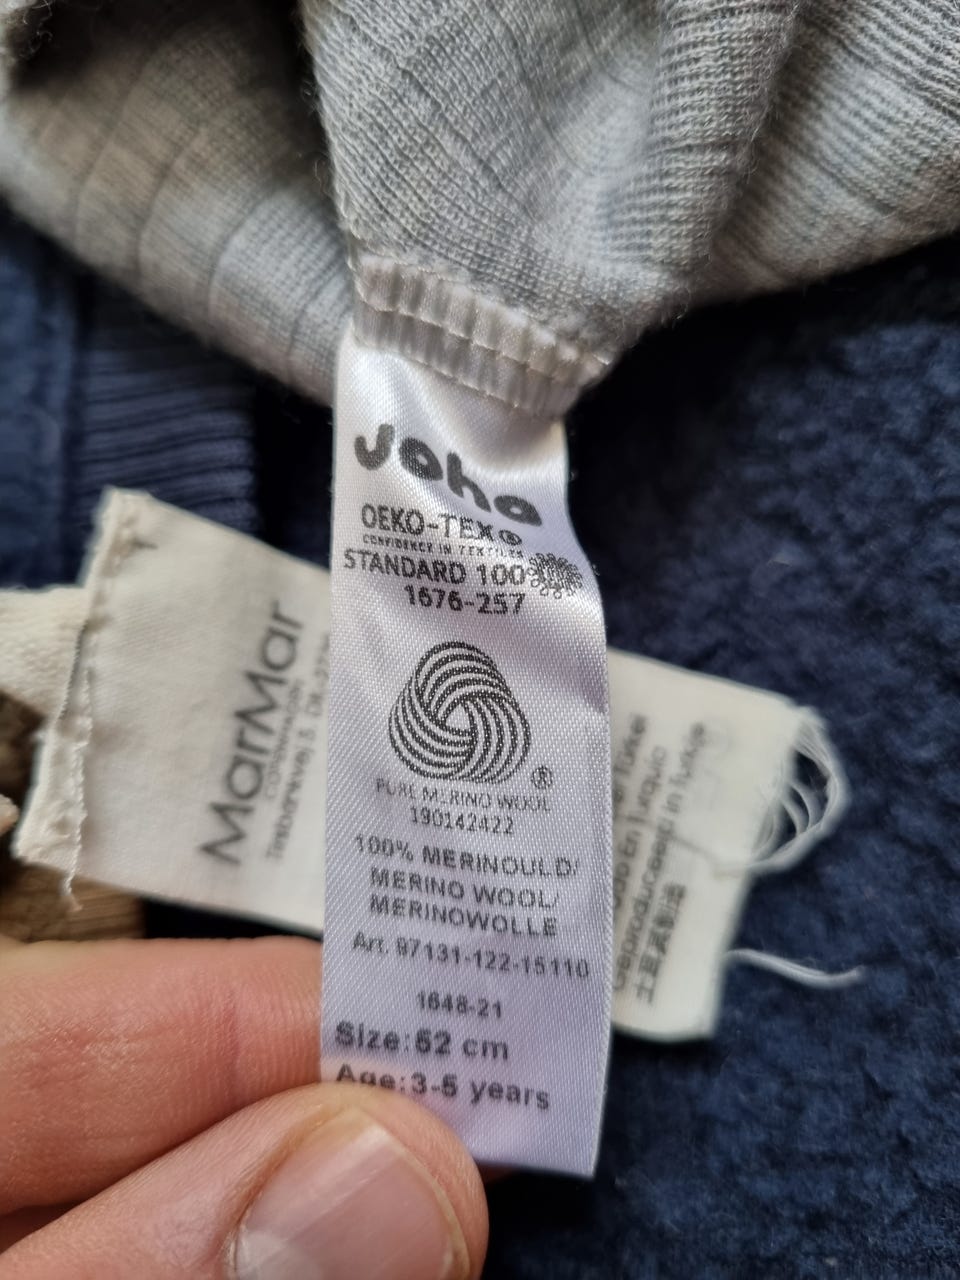 Joha
OEKO-TEX®
CONFIDENCE IN TEXTILES
STANDARD 100
1676-257
®
PURE MERINO WOOL
190142422
100% MERINOULD/
MERINO WOOL/
MERINOWOLLE
Art. 97131-122-15110
1648-21
Size:52 cm
Age:3-5 years
MarMar
COPENHAGEN